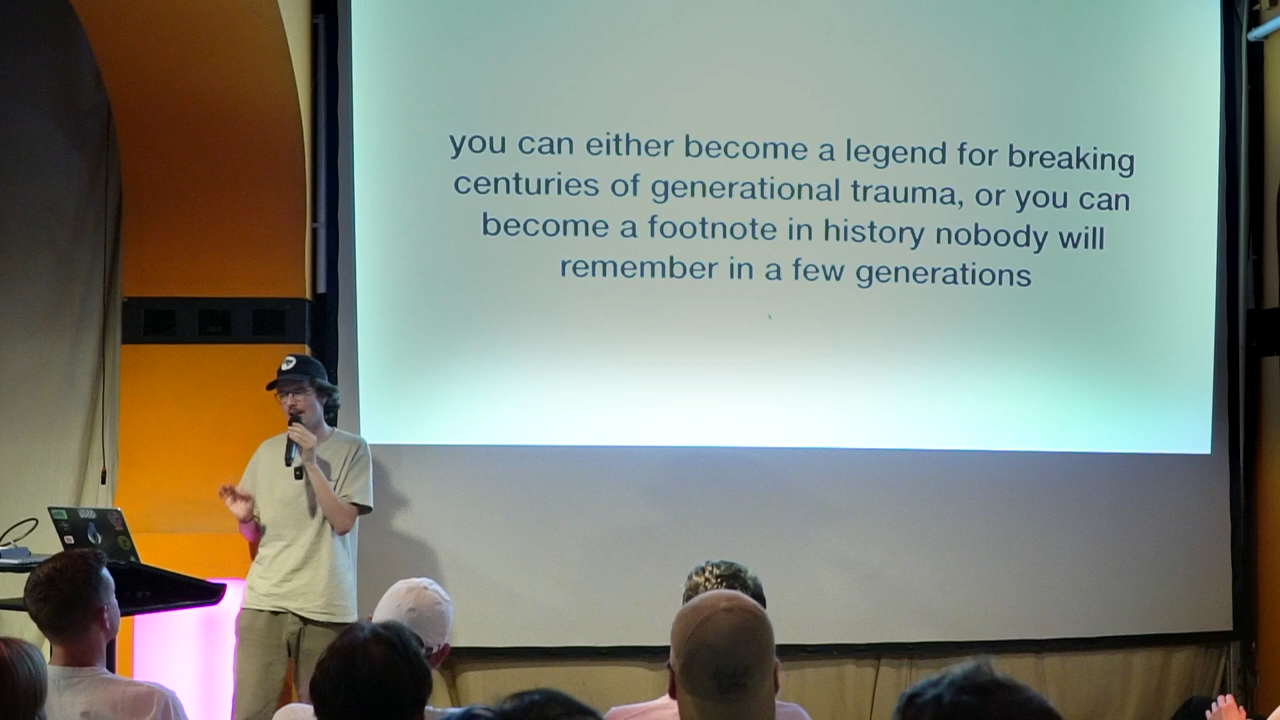 you can either become a legend for breaking
centuries of generational trauma, or you can
become a footnote in history nobody will
remember in a few generations